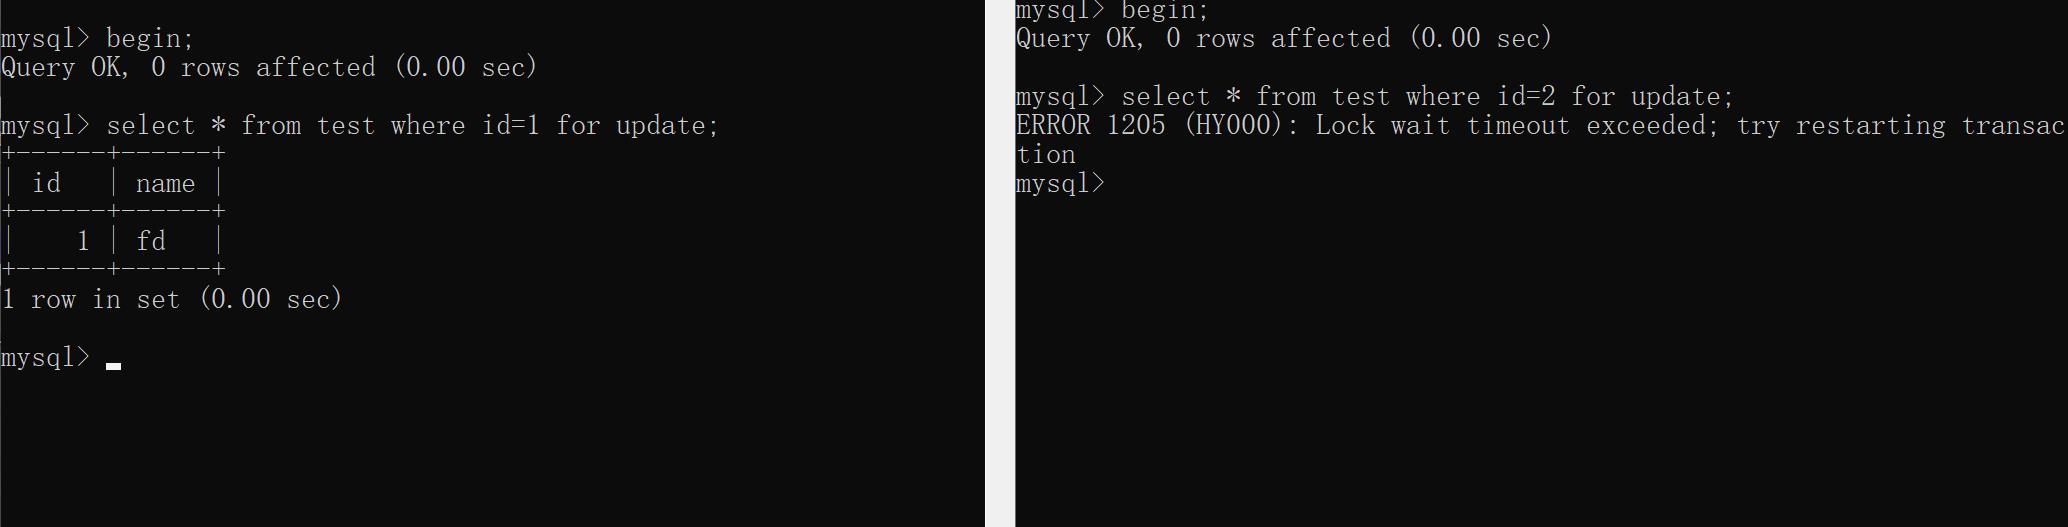 mysql> begin;
Query OK, 0 rows affected (0.00 sec)
mysql> select * from test where id=1 for update;
+------+------+
| id   | name |
+------+------+
|    1 | fd   |
+------+------+
1 row in set (0.00 sec)
mysql>
mysql> begin;
Query OK, 0 rows affected (0.00 sec)
mysql> select * from test where id=2 for update;
ERROR 1205 (HY000): Lock wait timeout exceeded; try restarting transac
tion
mysql>